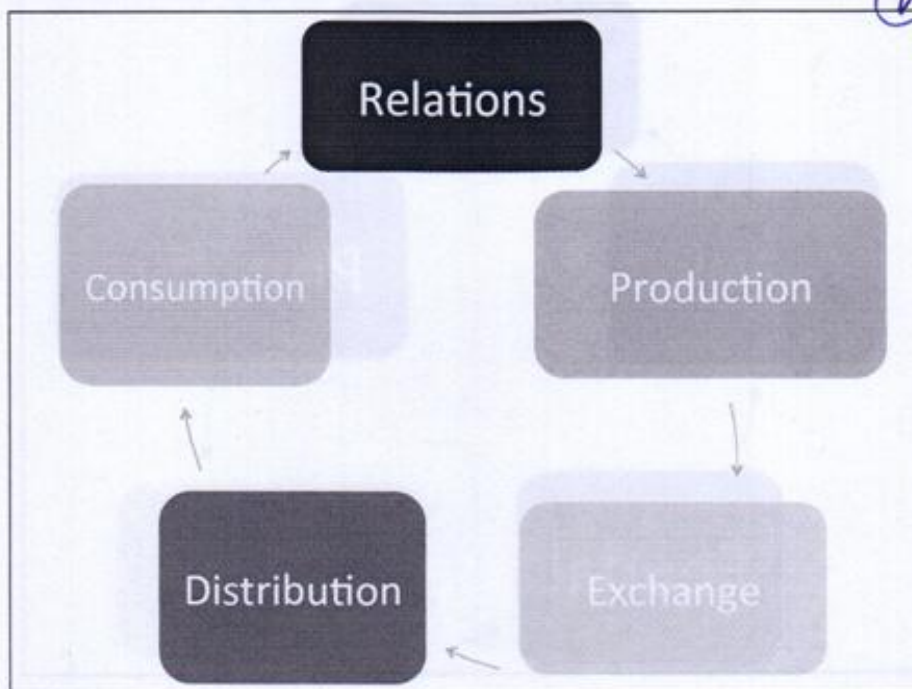 Relations
Production
Exchange
Distribution
Consumption